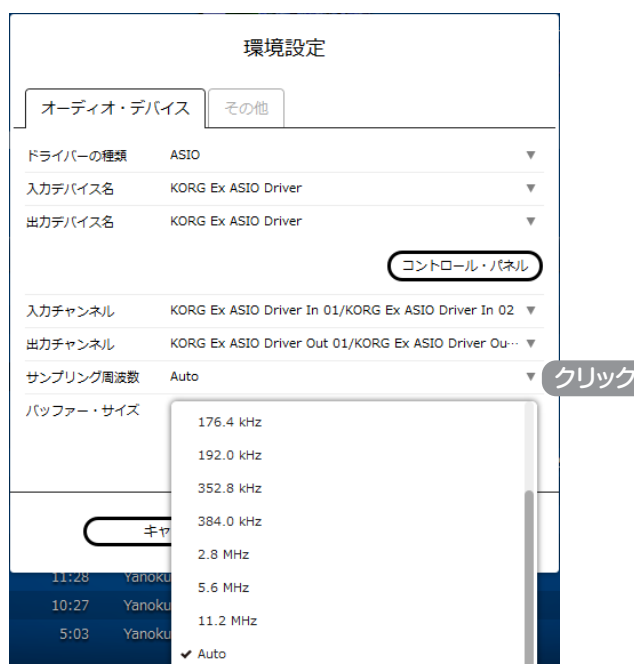 環境設定
オーディオ・デバイス その他
ドライバーの種類 ASIO
入力デバイス名 KORG Ex ASIO Driver
出力デバイス名 KORG Ex ASIO Driver
コントロール・パネル
入力チャンネル KORG Ex ASIO Driver In 01/KORG Ex ASIO Driver In 02
出力チャンネル KORG Ex ASIO Driver Out 01/KORG Ex ASIO Driver Ou…
サンプリング周波数 Auto クリック
バッファー・サイズ
176.4 kHz
192.0 kHz
352.8 kHz
384.0 kHz
キャ
2.8 MHz
11:28 Yanoku
5.6 MHz
10:27 Yanoku
11.2 MHz
5:03 Yanoku
✔ Auto